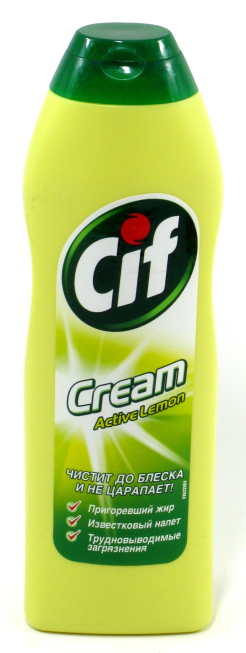 Cif
Cream
Active Lemon
ЧИСТИТ ДО БЛЕСКА
И НЕ ЦАРАПАЕТ!
Пригоревший жир
Известковый налет
Трудновыводимые
загрязнения